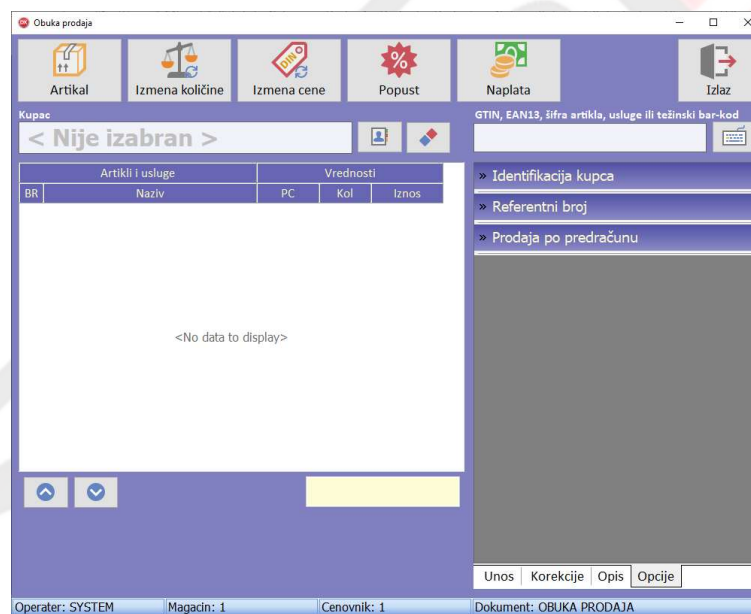 Obuka prodaja
Artikal Izmena količine Izmena cene Popust Naplata Izlaz
DIN
Kupac GTIN, EAN13, šifra artikla, usluge ili težinski bar-kod
< Nije izabran >
Artikli i usluge Vrednosti
BR Naziv PC Kol Iznos
» Identifikacija kupca
» Referentni broj
» Prodaja po predračunu
<No data to display>
Unos Korekcije Opis Opcije
Operater: SYSTEM Magacin: 1 Cenovnik: 1 Dokument: OBUKA PRODAJA